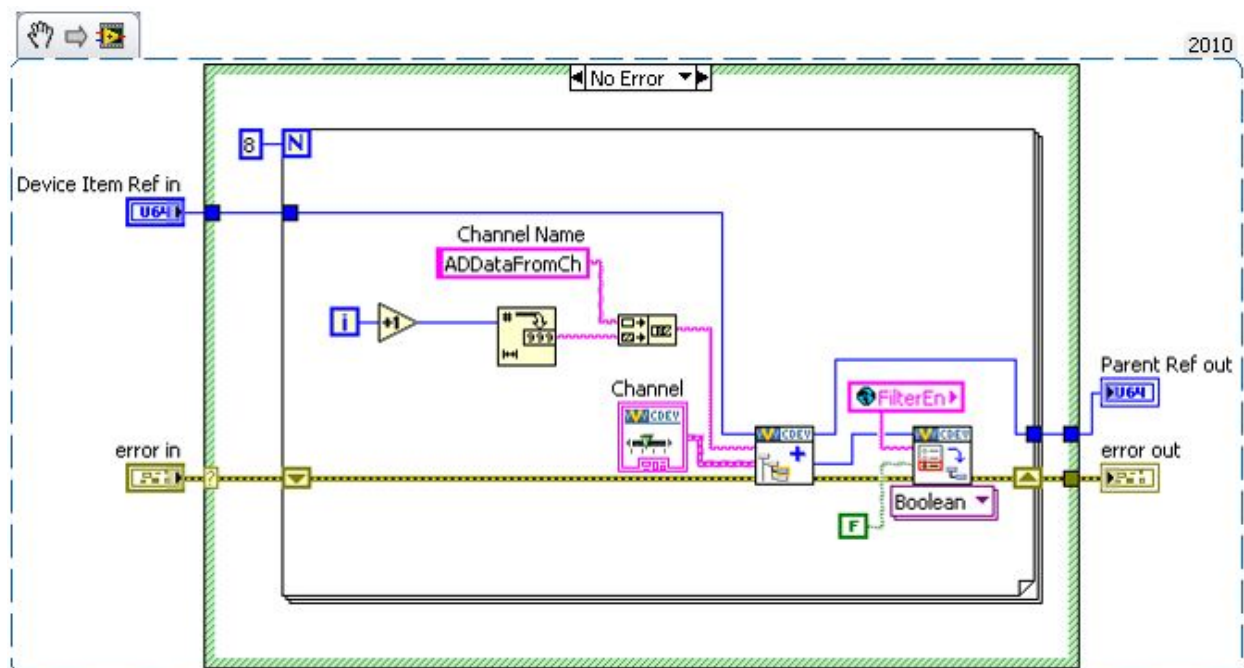 2010
No Error
8
N
Device Item Ref in
U64
Channel Name
ADDataFromCh
i
+1
#
999
Channel
CDEV
Parent Ref out
U64
FilterEn
CDEV
CDEV
error in
?
error out
Boolean
F